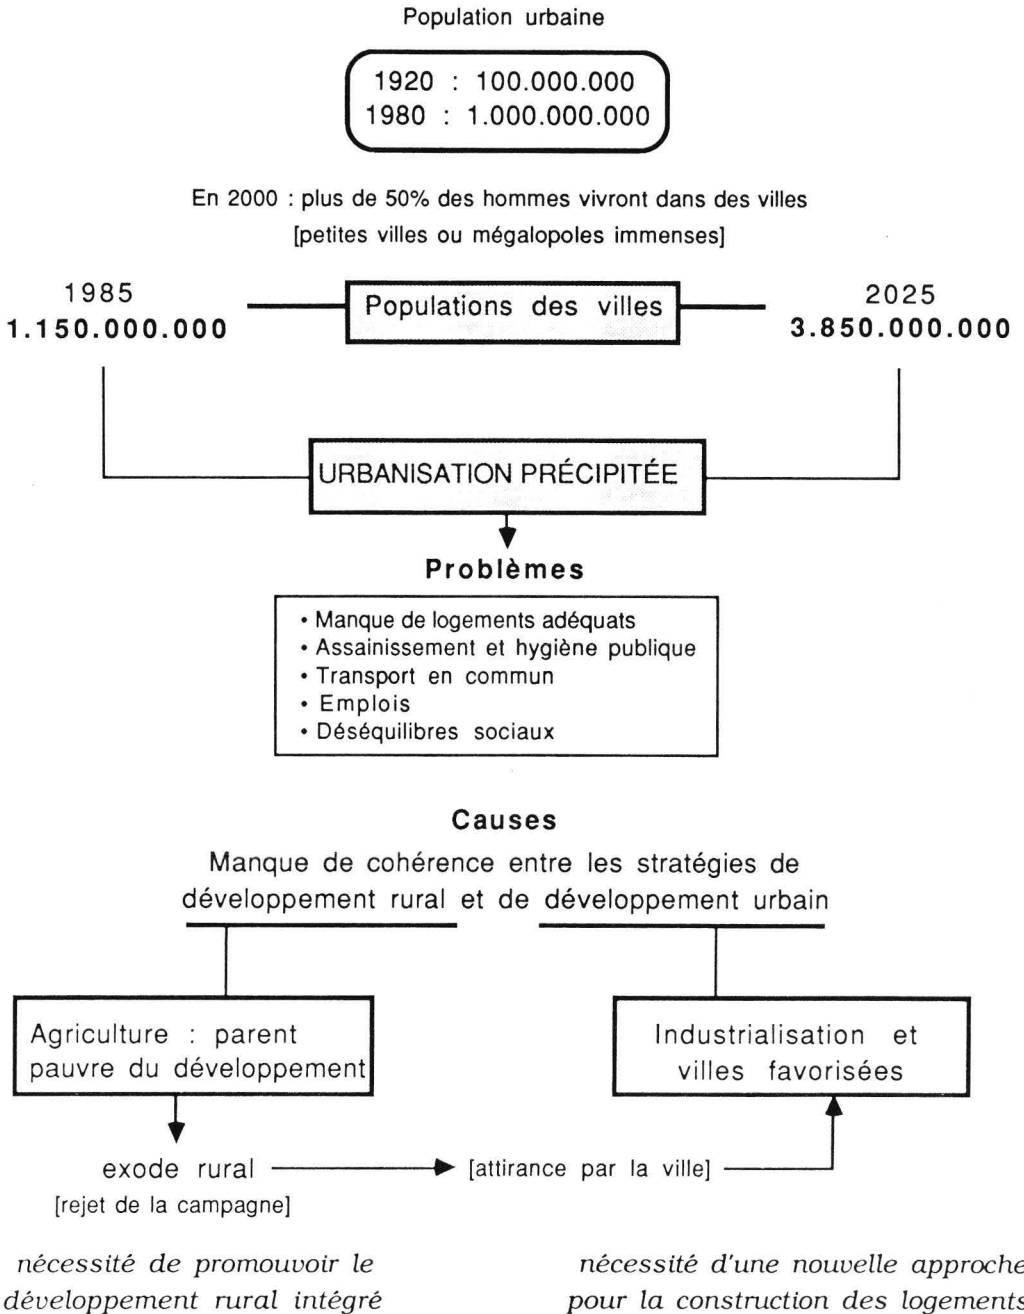 Population urbaine
1920 : 100.000.000
1980 : 1.000.000.000
En 2000 : plus de 50% des hommes vivront dans des villes
[petites villes ou mégalopoles immenses]
1985
1.150.000.000
Populations des villes
2025
3.850.000.000
URBANISATION PRÉCIPITÉE
Problèmes
• Manque de logements adéquats
• Assainissement et hygiène publique
• Transport en commun
• Emplois
• Déséquilibres sociaux
Causes
Manque de cohérence entre les stratégies de
développement rural et de développement urbain
Agriculture : parent
pauvre du développement
Industrialisation et
villes favorisées
exode rural
[rejet de la campagne]
[attirance par la ville]
nécessité de promouvoir le
développement rural intégré
nécessité d'une nouvelle approche
pour la construction des logements